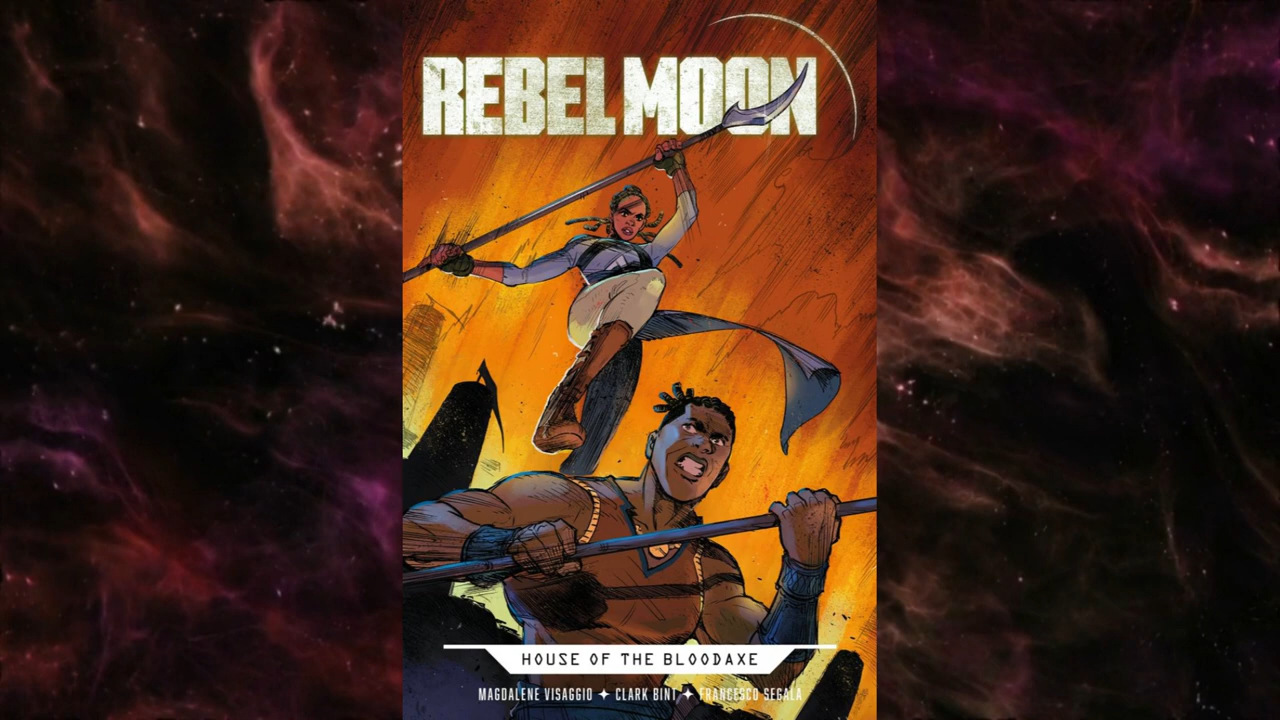 REBEL MOON
HOUSE OF THE BLOODAXE
MAGDALENE VISAGGIO ✦ CLARK BINT ✦ FRANCESCO SEGALA